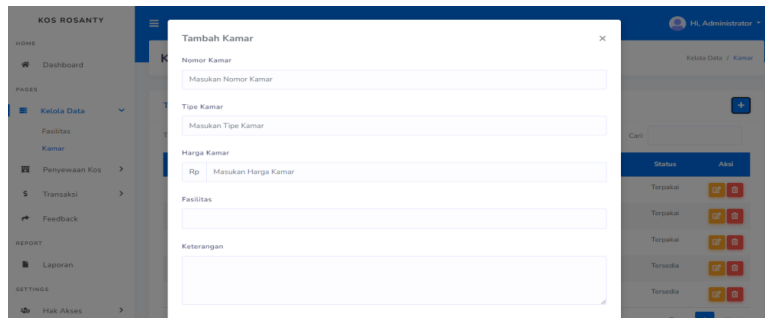 KOS ROSANTY
Hi, Administrator
HOME
Dashboard
PAGES
Kelola Data
Fasilitas
Kamar
Penyewaan Kos
Transaksi
Feedback
REPORT
Laporan
SETTINGS
Hak Akses
K
Kelola Data / Kamar
T
Cari:
Status Aksi
Terpakai
Terpakai
Terpakai
Tersedia
Tersedia
Tambah Kamar ×
Nomor Kamar
Masukan Nomor Kamar
Tipe Kamar
Masukan Tipe Kamar
Harga Kamar
Rp Masukan Harga Kamar
Fasilitas
Keterangan